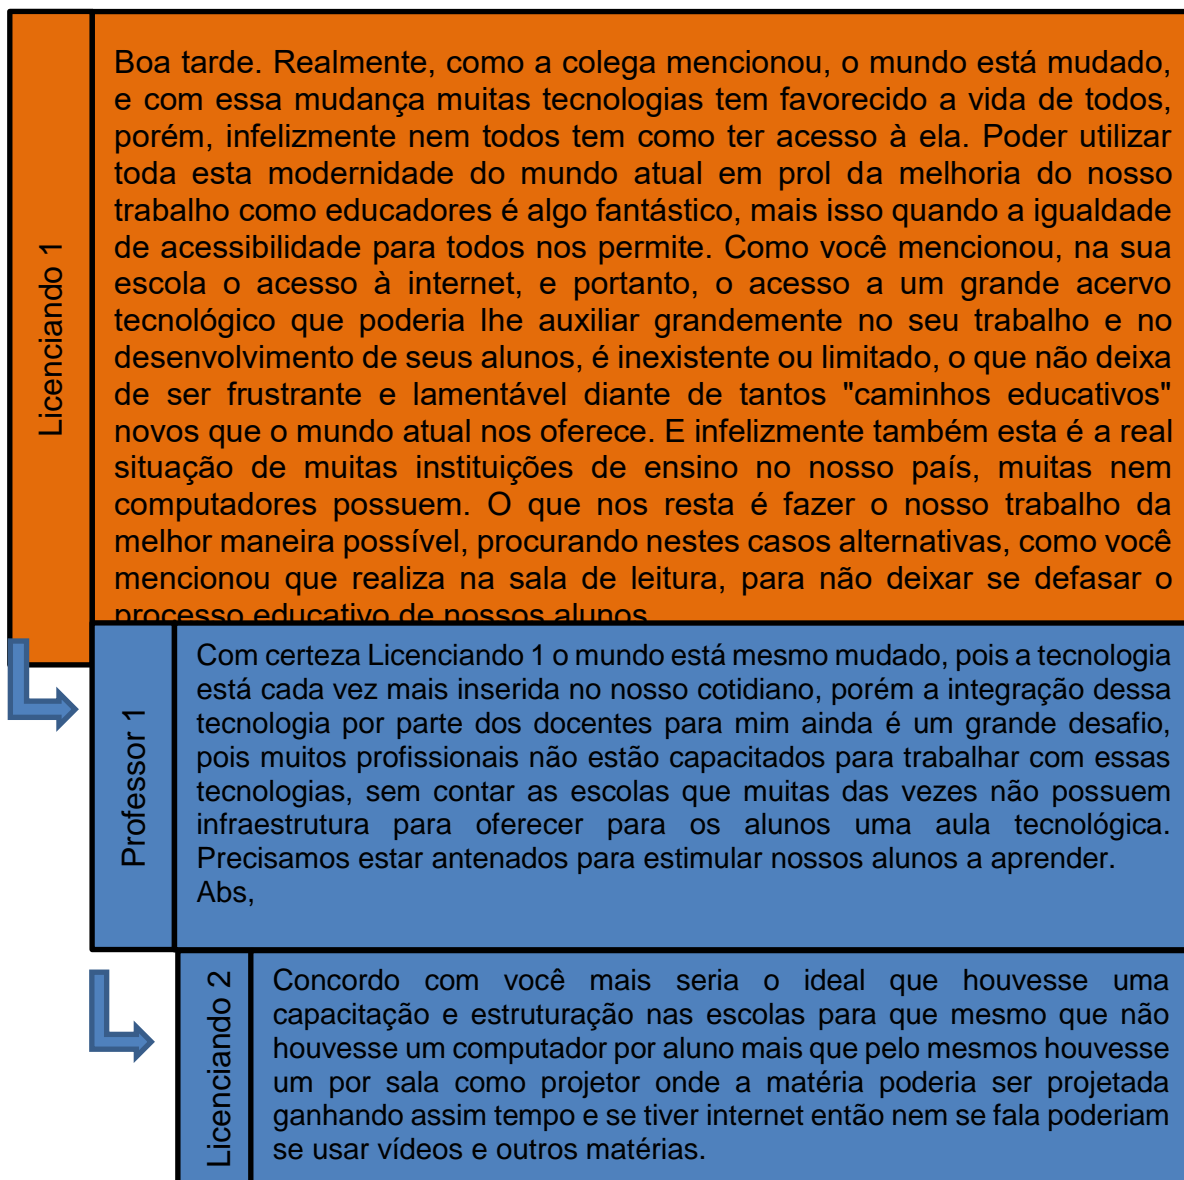 Licenciando 1
Boa tarde. Realmente, como a colega mencionou, o mundo está mudado,
e com essa mudança muitas tecnologias tem favorecido a vida de todos,
porém, infelizmente nem todos tem como ter acesso à ela. Poder utilizar
toda esta modernidade do mundo atual em prol da melhoria do nosso
trabalho como educadores é algo fantástico, mais isso quando a igualdade
de acessibilidade para todos nos permite. Como você mencionou, na sua
escola o acesso à internet, e portanto, o acesso a um grande acervo
tecnológico que poderia lhe auxiliar grandemente no seu trabalho e no
desenvolvimento de seus alunos, é inexistente ou limitado, o que não deixa
de ser frustrante e lamentável diante de tantos "caminhos educativos"
novos que o mundo atual nos oferece. E infelizmente também esta é a real
situação de muitas instituições de ensino no nosso país, muitas nem
computadores possuem. O que nos resta é fazer o nosso trabalho da
melhor maneira possível, procurando nestes casos alternativas, como você
mencionou que realiza na sala de leitura, para não deixar se defasar o
processo educativo de nossos alunos
Professor 1
Com certeza Licenciando 1 o mundo está mesmo mudado, pois a tecnologia
está cada vez mais inserida no nosso cotidiano, porém a integração dessa
tecnologia por parte dos docentes para mim ainda é um grande desafio,
pois muitos profissionais não estão capacitados para trabalhar com essas
tecnologias, sem contar as escolas que muitas das vezes não possuem
infraestrutura para oferecer para os alunos uma aula tecnológica.
Precisamos estar antenados para estimular nossos alunos a aprender.
Abs,
Licenciando 2
Concordo com você mais seria o ideal que houvesse uma
capacitação e estruturação nas escolas para que mesmo que não
houvesse um computador por aluno mais que pelo mesmos houvesse
um por sala como projetor onde a matéria poderia ser projetada
ganhando assim tempo e se tiver internet então nem se fala poderiam
se usar vídeos e outros matérias.